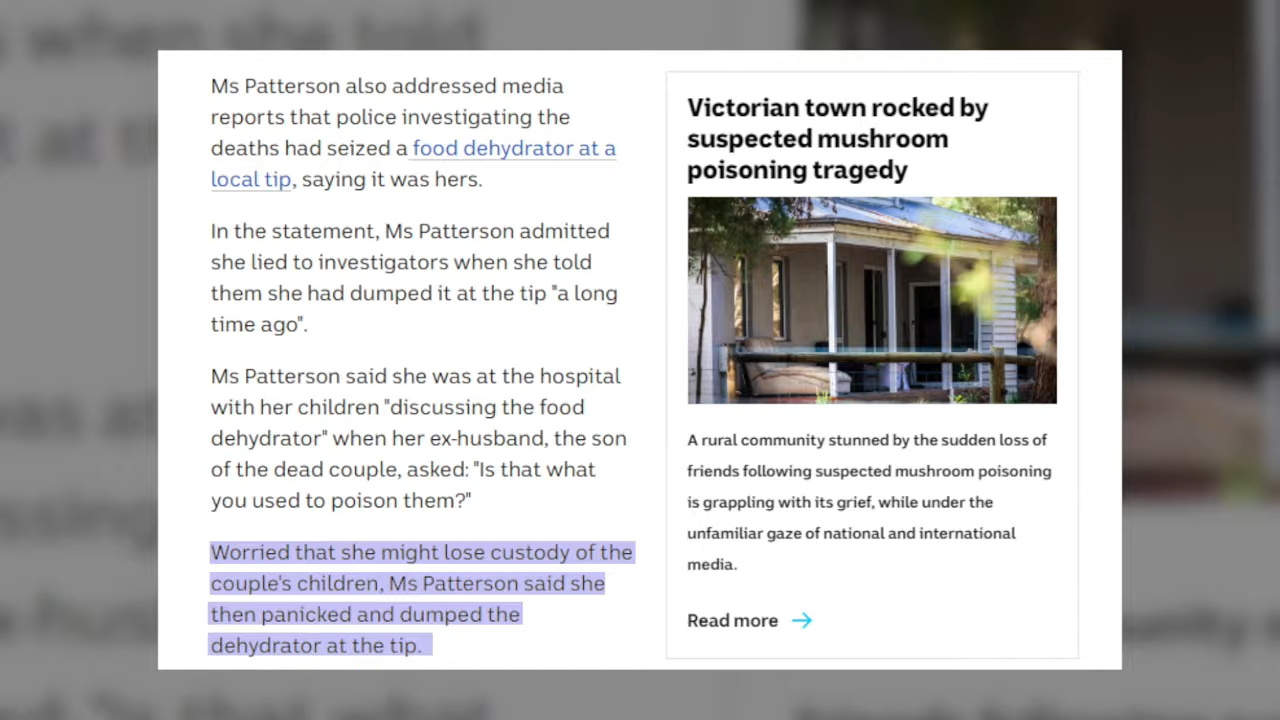 Ms Patterson also addressed media
reports that police investigating the
deaths had seized a food dehydrator at a
local tip, saying it was hers.
In the statement, Ms Patterson admitted
she lied to investigators when she told
them she had dumped it at the tip "a long
time ago".
Ms Patterson said she was at the hospital
with her children "discussing the food
dehydrator" when her ex-husband, the son
of the dead couple, asked: "Is that what
you used to poison them?"
Worried that she might lose custody of the
couple's children, Ms Patterson said she
then panicked and dumped the
dehydrator at the tip.
Victorian town rocked by
suspected mushroom
poisoning tragedy
A rural community stunned by the sudden loss of
friends following suspected mushroom poisoning
is grappling with its grief, while under the
unfamiliar gaze of national and international
media.
Read more